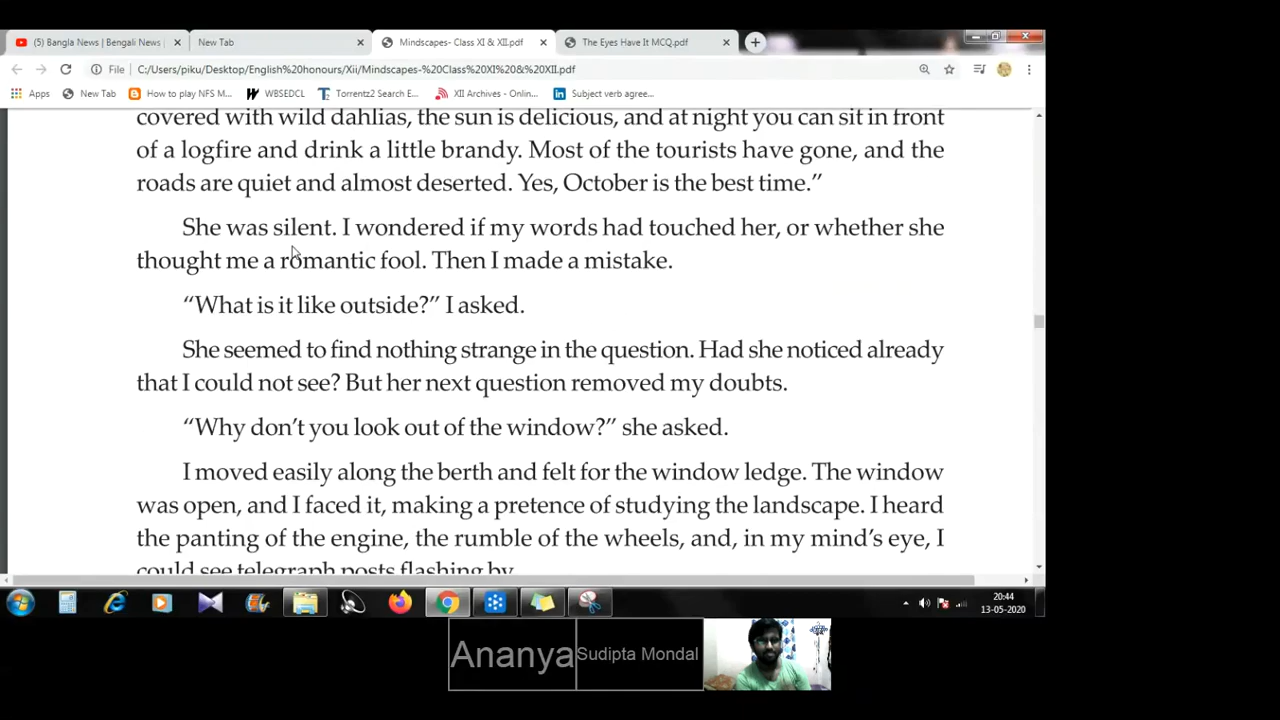 (5) Bangla News | Bengali News
New Tab
Mindscapes- Class XI & XII.pdf
The Eyes Have It MCQ.pdf
File
C:/Users/piku/Desktop/English%20honours/Xii/Mindscapes-%20Class%20XI%20&%20XII.pdf
Apps
New Tab
How to play NFS M...
WBSEDCL
Torrentz2 Search E...
XII Archives - Onlin...
Subject verb agree...
covered with wild dahlias, the sun is delicious, and at night you can sit in front
of a logfire and drink a little brandy. Most of the tourists have gone, and the
roads are quiet and almost deserted. Yes, October is the best time.”
She was silent. I wondered if my words had touched her, or whether she
thought me a romantic fool. Then I made a mistake.
“What is it like outside?” I asked.
She seemed to find nothing strange in the question. Had she noticed already
that I could not see? But her next question removed my doubts.
“Why don’t you look out of the window?” she asked.
I moved easily along the berth and felt for the window ledge. The window
was open, and I faced it, making a pretence of studying the landscape. I heard
the panting of the engine, the rumble of the wheels, and, in my mind’s eye, I
could see telegraph posts flashing by.
20:44
13-05-2020
Ananya
Sudipta Mondal